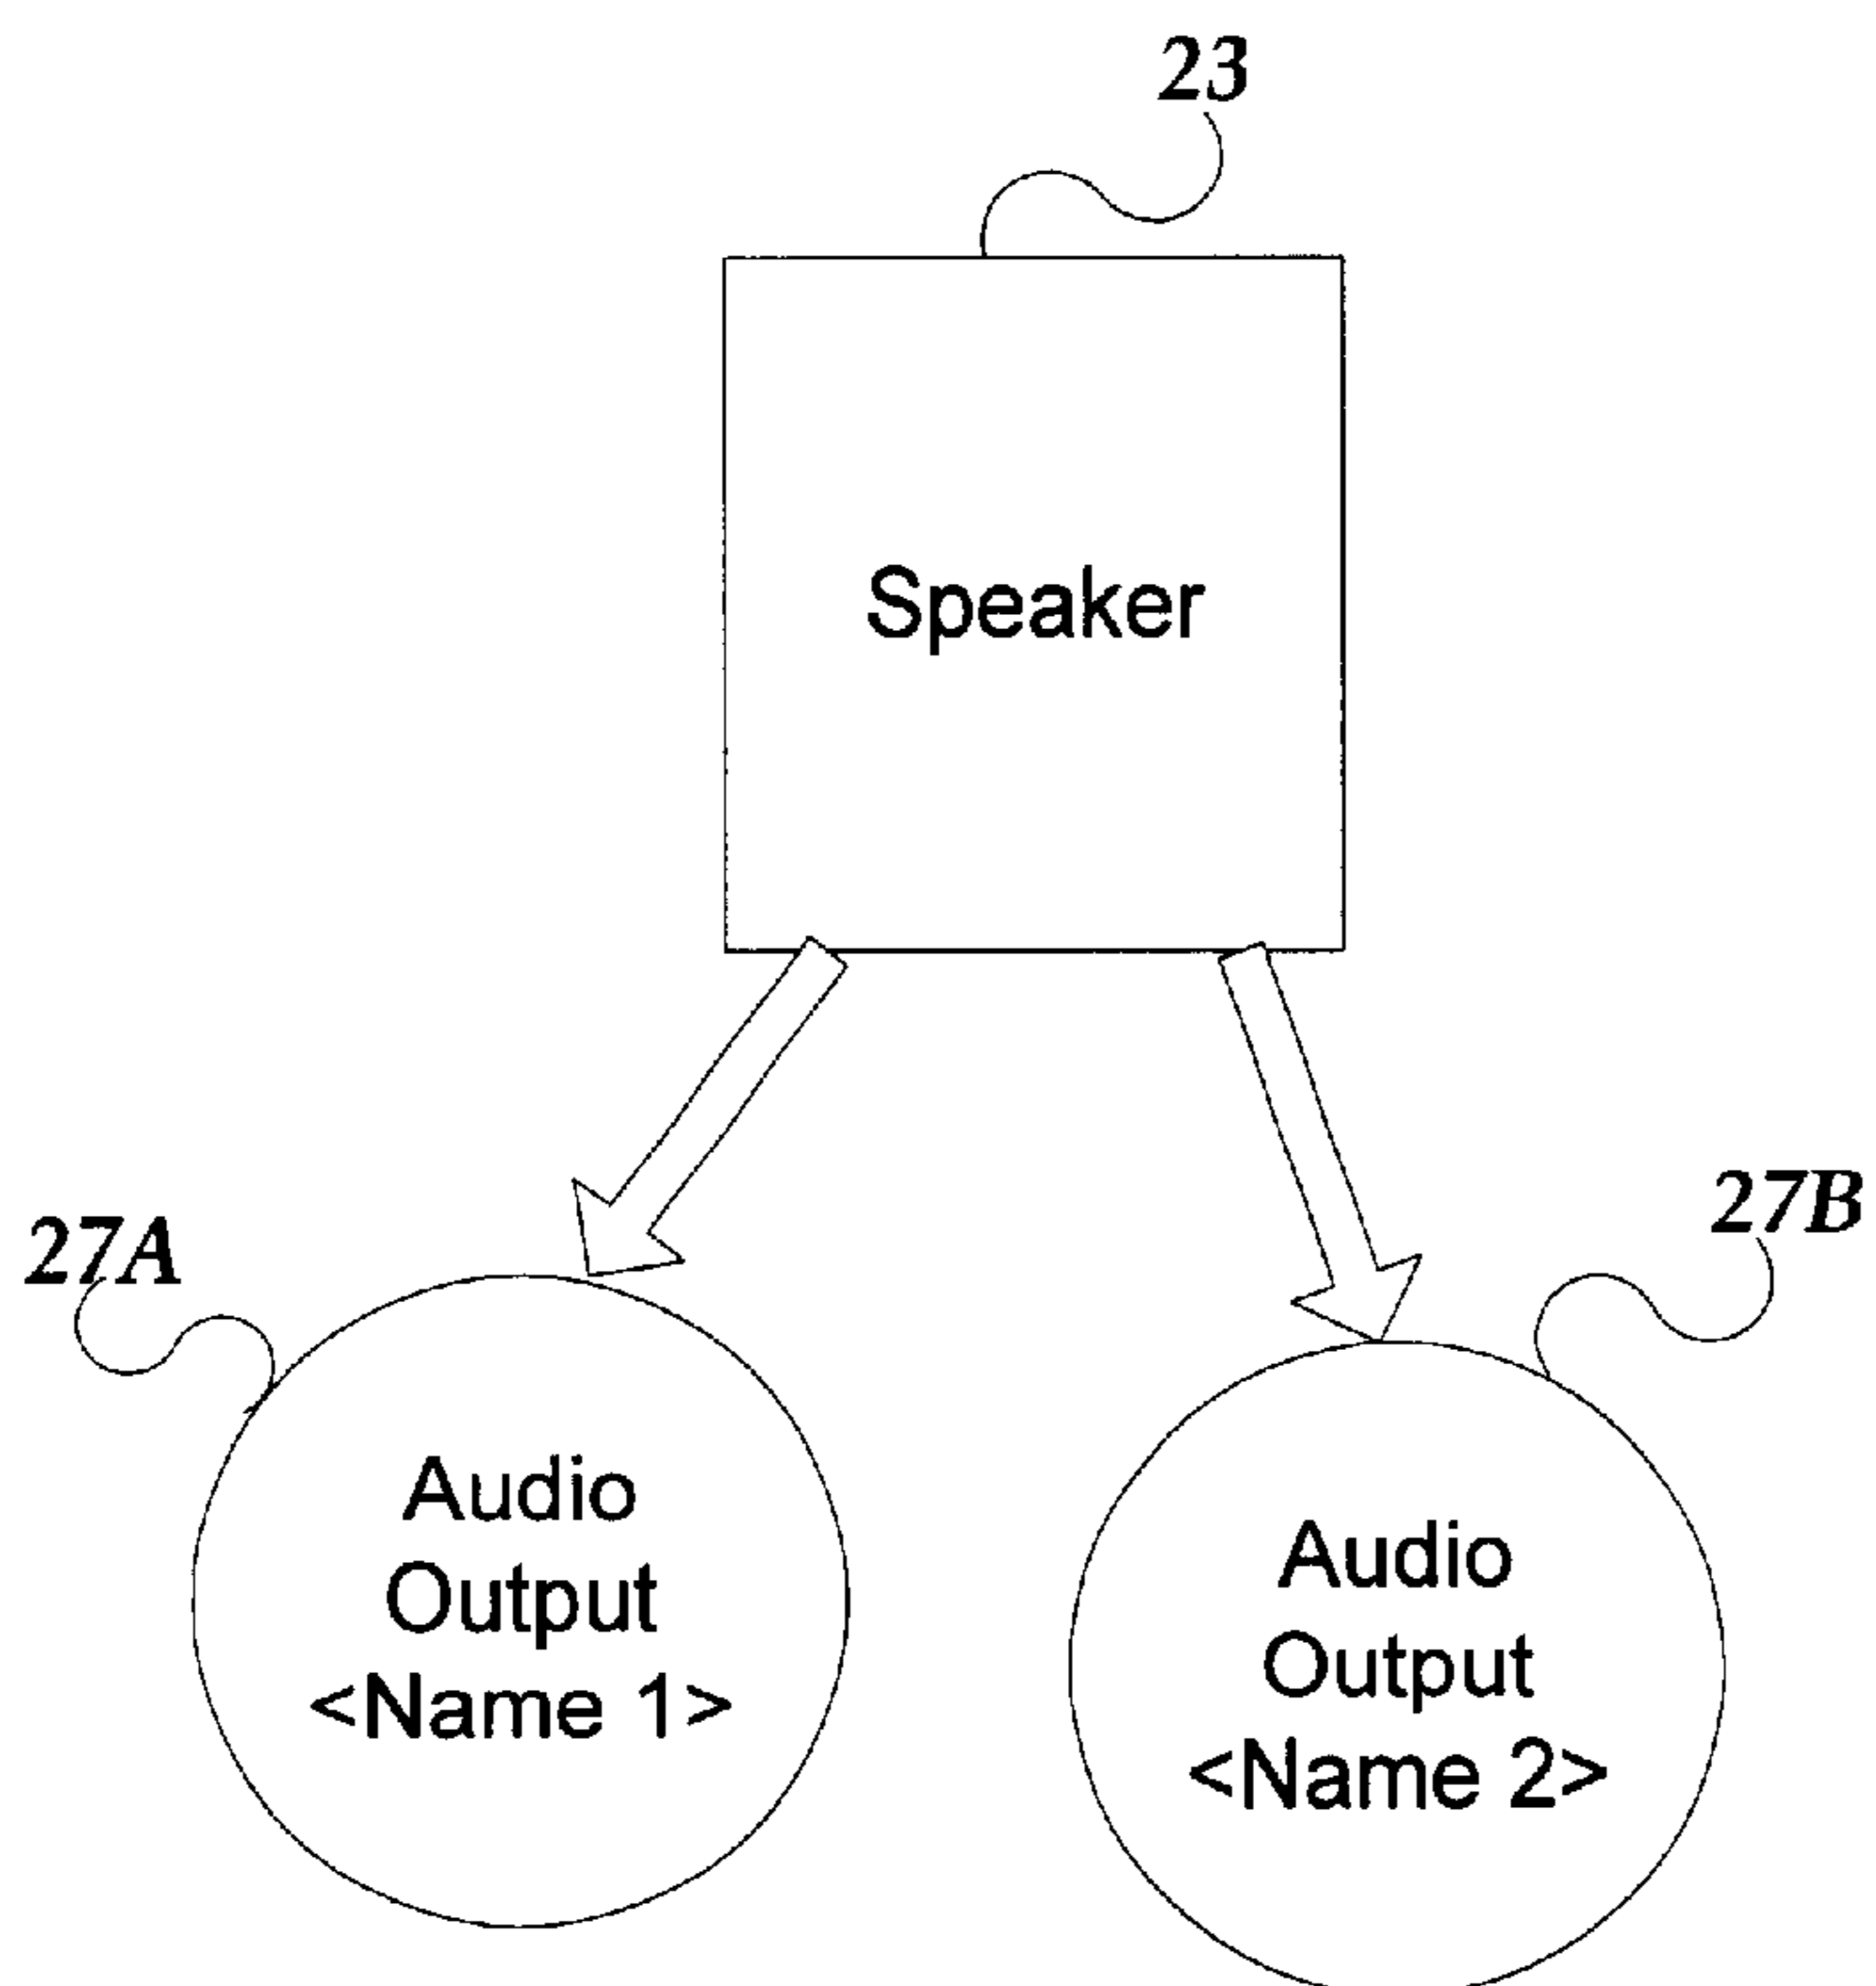 23
Speaker
27A
27B
Audio
Output
<Name 1>
Audio
Output
<Name 2>